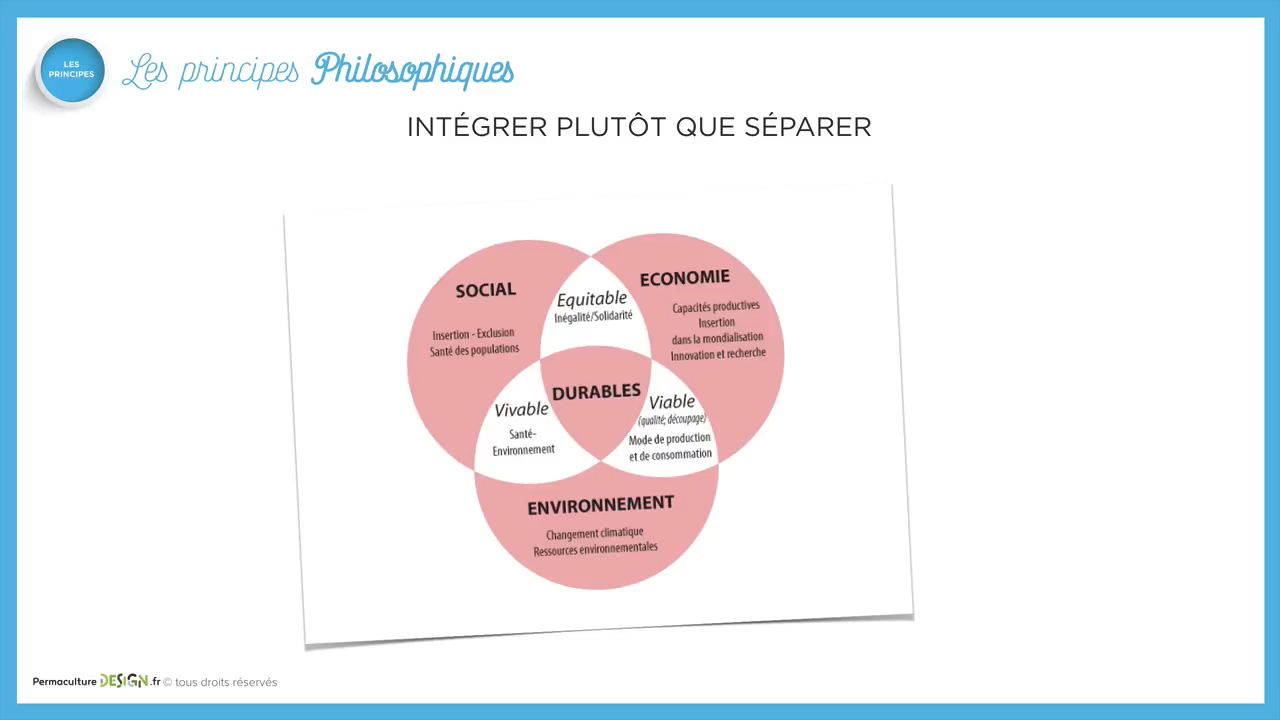 LES
PRINCIPES
Les principes Philosophiques
INTÉGRER PLUTÔT QUE SÉPARER
SOCIAL
Insertion - Exclusion
Santé des populations
Equitable
Inégalité/Solidarité
ECONOMIE
Capacités productives
Insertion
dans la mondialisation
Innovation et recherche
DURABLES
Vivable
Santé-
Environnement
Viable
(qualité; découpage)
Mode de production
et de consommation
ENVIRONNEMENT
Changement climatique
Ressources environnementales
Permaculture DESIGN.fr © tous droits réservés